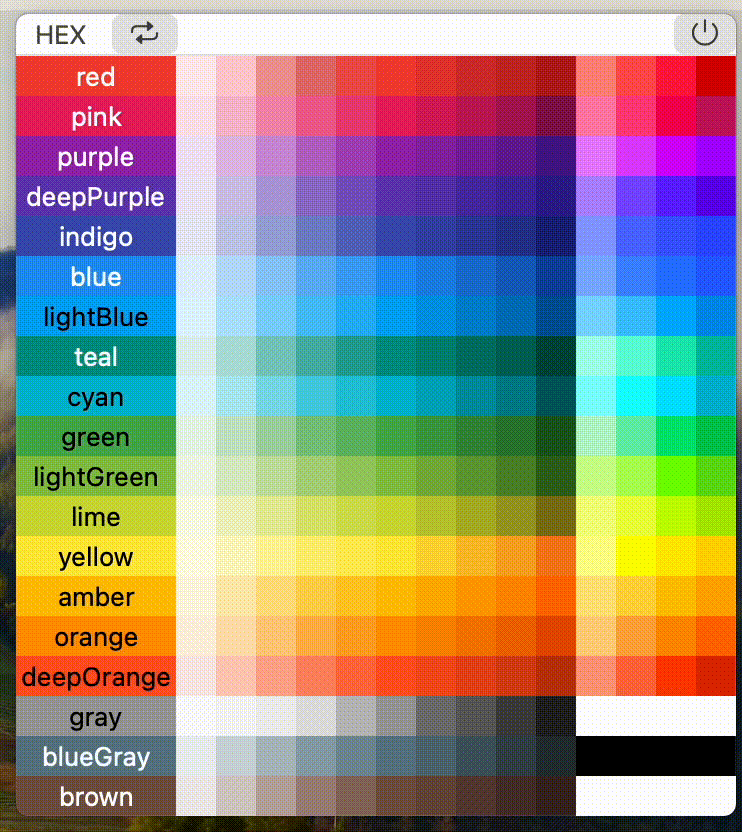 HEX
red
pink
purple
deepPurple
indigo
blue
lightBlue
teal
cyan
green
lightGreen
lime
yellow
amber
orange
deepOrange
gray
blueGray
brown